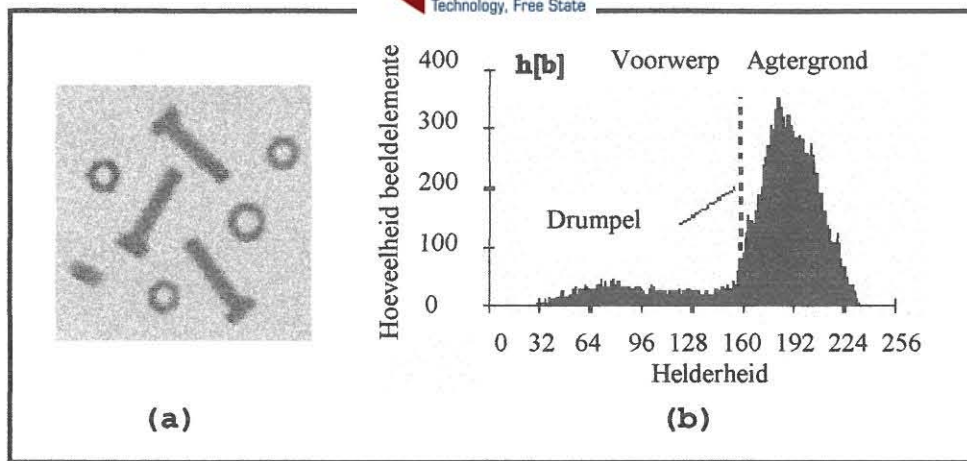 Technology, Free State
h[b]
Voorwerp Agtergrond
Hoeveelheid beeldelemente
400
300
200
100
0
Drumpel
0 32 64 96 128 160 192 224 256
Helderheid
(a)
(b)